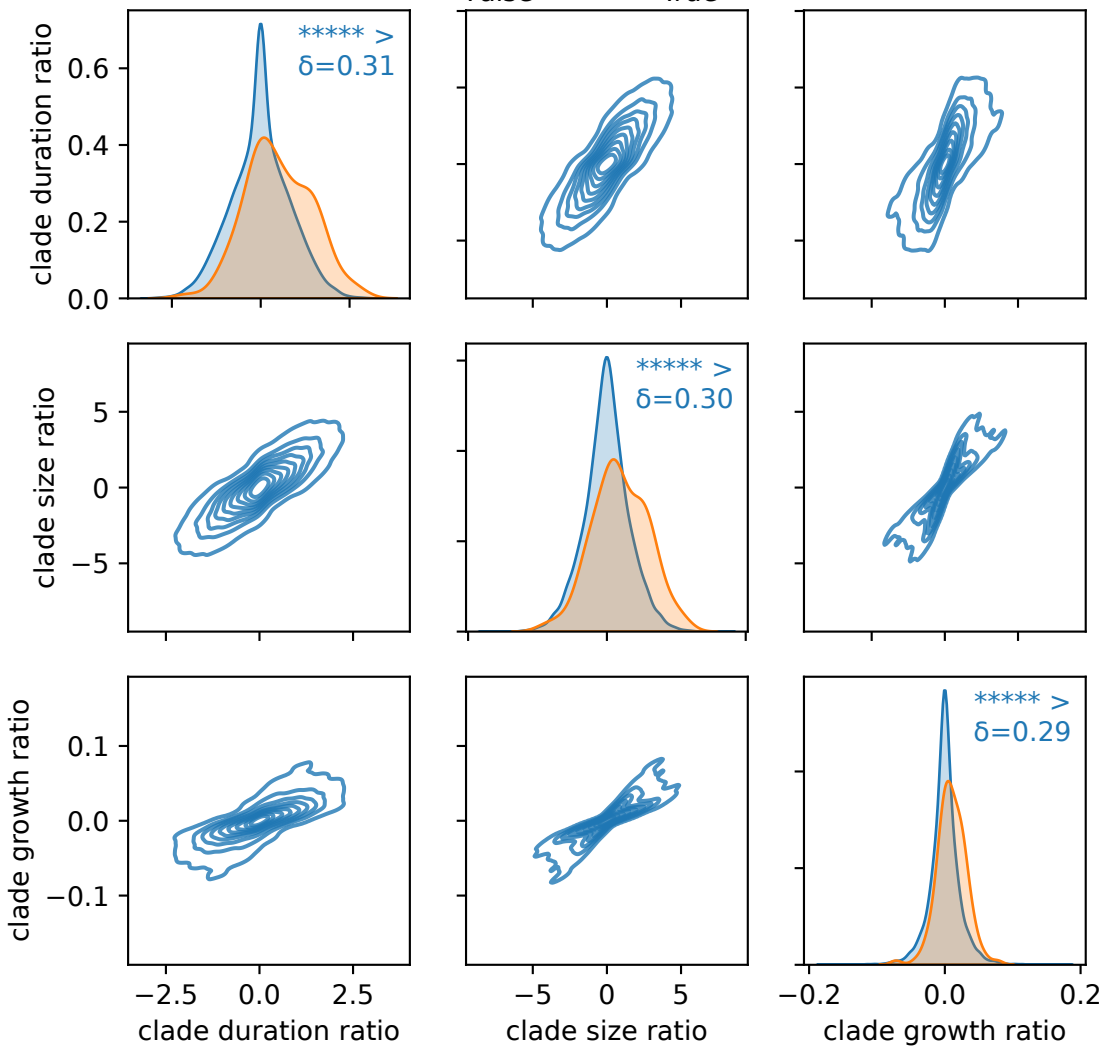 False True
clade duration ratio
0.6
0.4
0.2
0.0
***** >
δ=0.31
clade size ratio
5
0
−5
***** >
δ=0.30
clade growth ratio
0.1
0.0
−0.1
***** >
δ=0.29
−2.5 0.0 2.5
−5 0 5
−0.2 0.0 0.2
clade duration ratio
clade size ratio
clade growth ratio